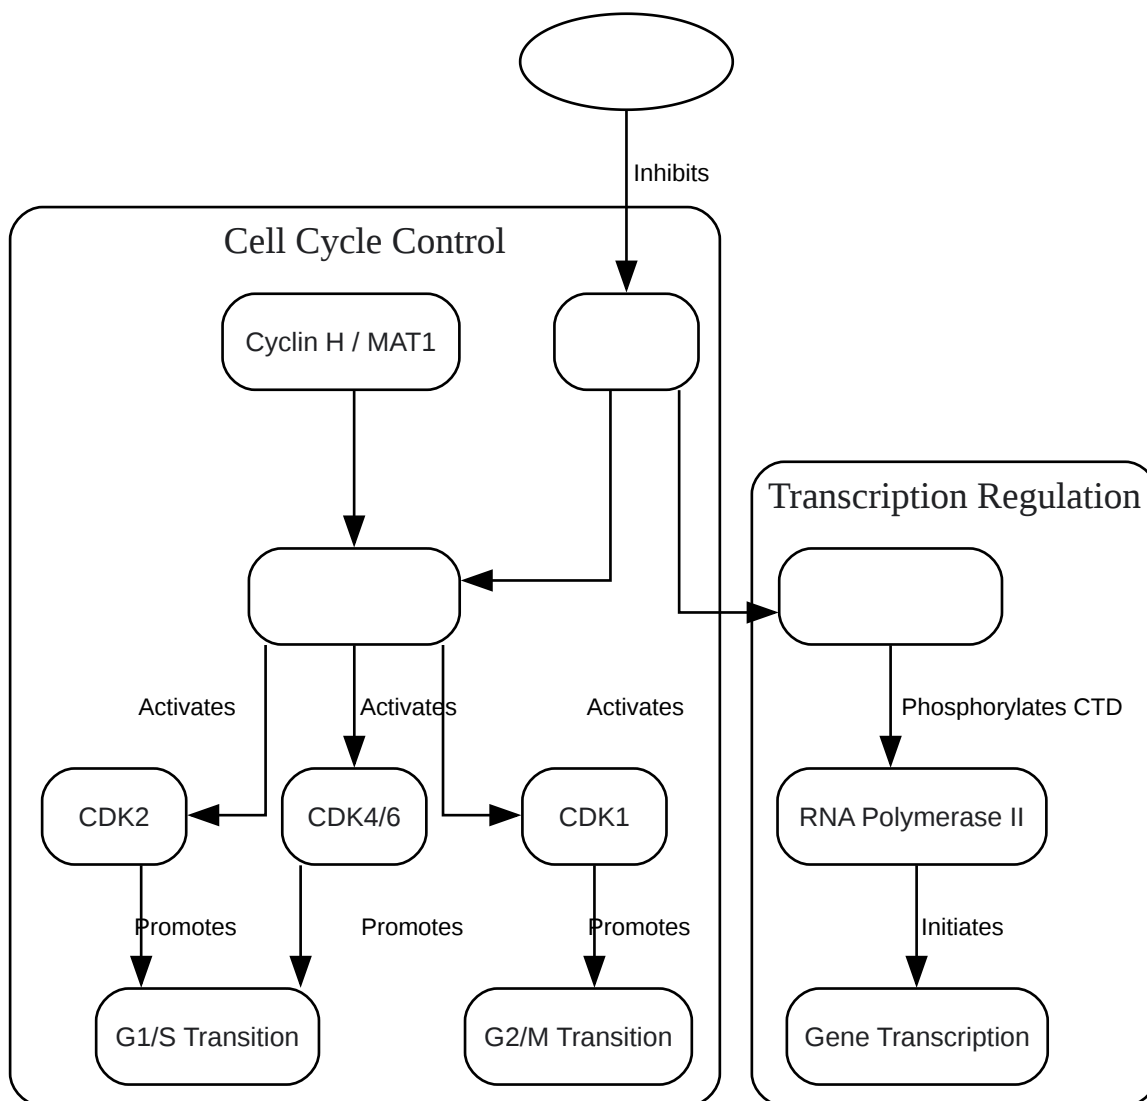 Inhibits
Cell Cycle Control
Cyclin H / MAT1
Transcription Regulation
Activates
Activates
Activates
Phosphorylates CTD
CDK2
CDK4/6
CDK1
RNA Polymerase II
Promotes
Promotes
Promotes
Initiates
G1/S Transition
G2/M Transition
Gene Transcription